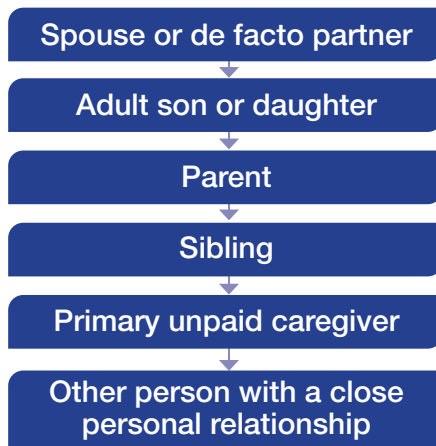 Spouse or de facto partner
Adult son or daughter
Parent
Sibling
Primary unpaid caregiver
Other person with a close
personal relationship